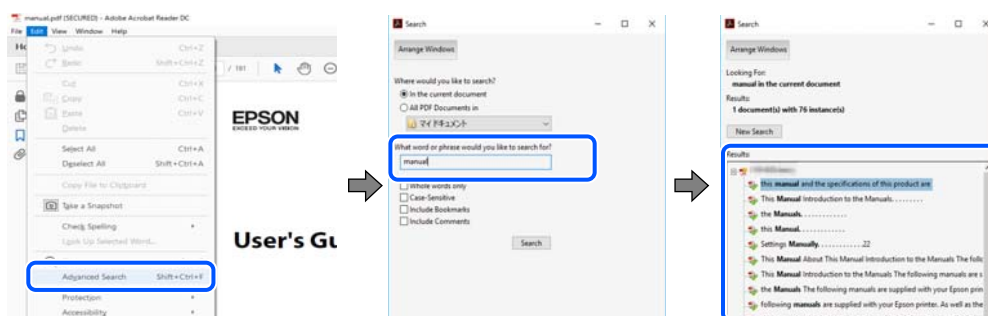 manual.pdf (SECURED) - Adobe Acrobat Reader DC
File Edit View Window Help
Undo Ctrl+Z
Redo Shift+Ctrl+Z
Cut Ctrl+X
Copy Ctrl+C
Paste Ctrl+V
Delete
Select All Ctrl+A
Deselect All Shift+Ctrl+A
Copy File to Clipboard
Take a Snapshot
Check Spelling
Look Up Selected Word...
Advanced Search Shift+Ctrl+F
Protection
Accessibility
/ 181
EPSON
EXCEED YOUR VISION
User's Gu
Search
Arrange Windows
Where would you like to search?
In the current document
All PDF Documents in
マイドキュメント
What word or phrase would you like to search for?
manual
Whole words only
Case-Sensitive
Include Bookmarks
Include Comments
Search
Search
Arrange Windows
Looking For:
manual in the current document
Results:
1 document(s) with 76 instance(s)
New Search
Results:
this manual and the specifications of this product are
This Manual Introduction to the Manuals. . . . . . . . .
the Manuals. . . . . . . . . . . . .
this Manual. . . . . . . . . . . . .
Settings Manually. . . . . . . . . . . . .22
This Manual About This Manual Introduction to the Manuals The follo
This Manual Introduction to the Manuals The following manuals are s
the Manuals The following manuals are supplied with your Epson prin
following manuals are supplied with your Epson printer. As well as the